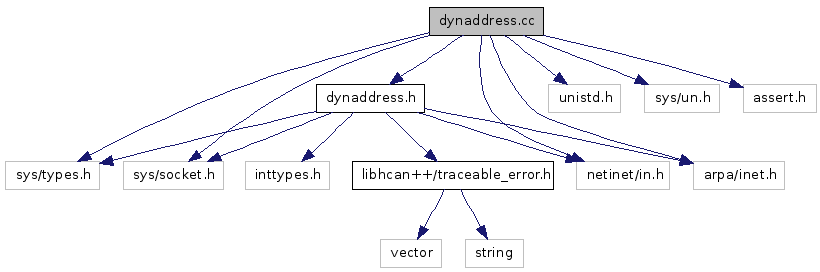 dynaddress.cc
dynaddress.h
unistd.h
sys/un.h
assert.h
sys/types.h
sys/socket.h
inttypes.h
libhcan++/traceable_error.h
netinet/in.h
arpa/inet.h
vector
string